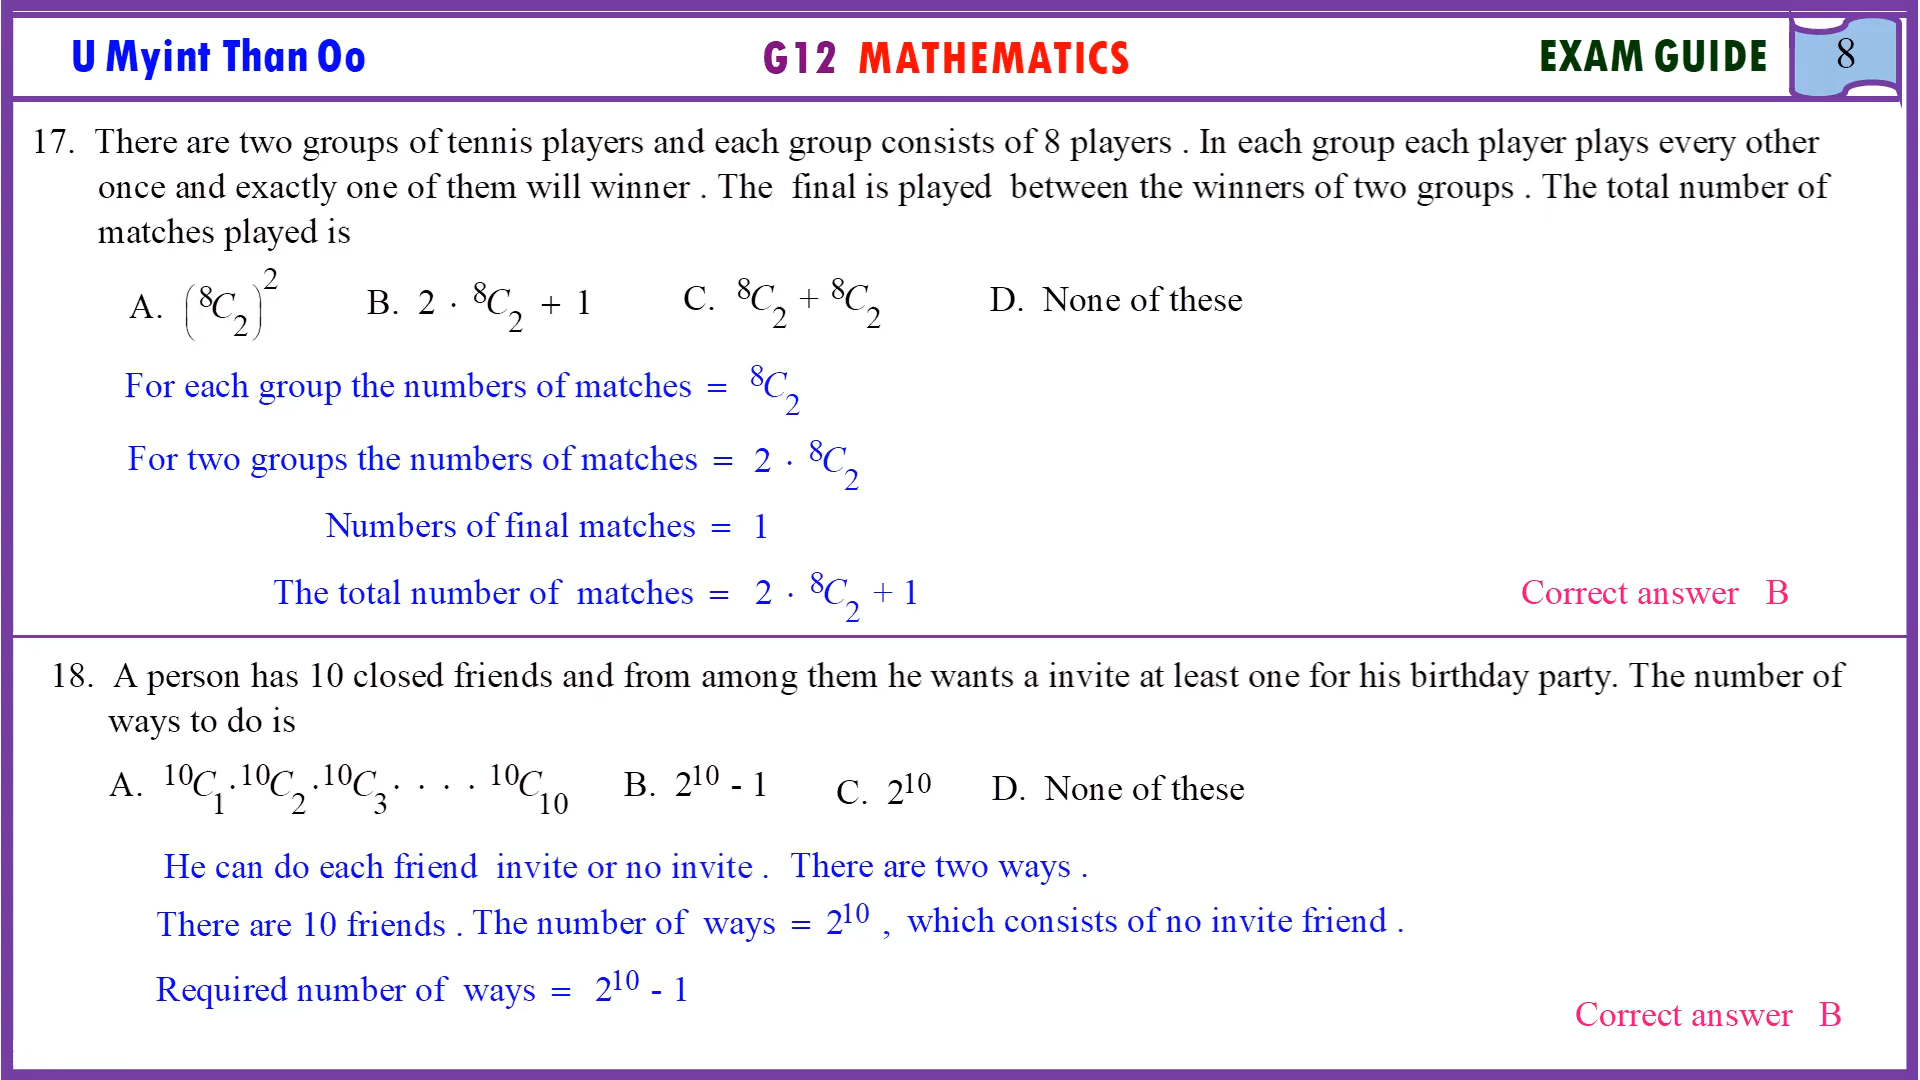 U Myint Than Oo G12 MATHEMATICS EXAM GUIDE 8
17. There are two groups of tennis players and each group consists of 8 players . In each group each player plays every other
once and exactly one of them will winner . The final is played between the winners of two groups . The total number of
matches played is
A. (⁸C₂)² B. 2 · ⁸C₂ + 1 C. ⁸C₂ + ⁸C₂ D. None of these
For each group the numbers of matches = ⁸C₂
For two groups the numbers of matches = 2 · ⁸C₂
Numbers of final matches = 1
The total number of matches = 2 · ⁸C₂ + 1 Correct answer B
18. A person has 10 closed friends and from among them he wants a invite at least one for his birthday party. The number of
ways to do is
A. ¹⁰C₁·¹⁰C₂·¹⁰C₃· · · · ¹⁰C₁₀ B. 2¹⁰ - 1 C. 2¹⁰ D. None of these
He can do each friend invite or no invite . There are two ways .
There are 10 friends . The number of ways = 2¹⁰ , which consists of no invite friend .
Required number of ways = 2¹⁰ - 1
Correct answer B